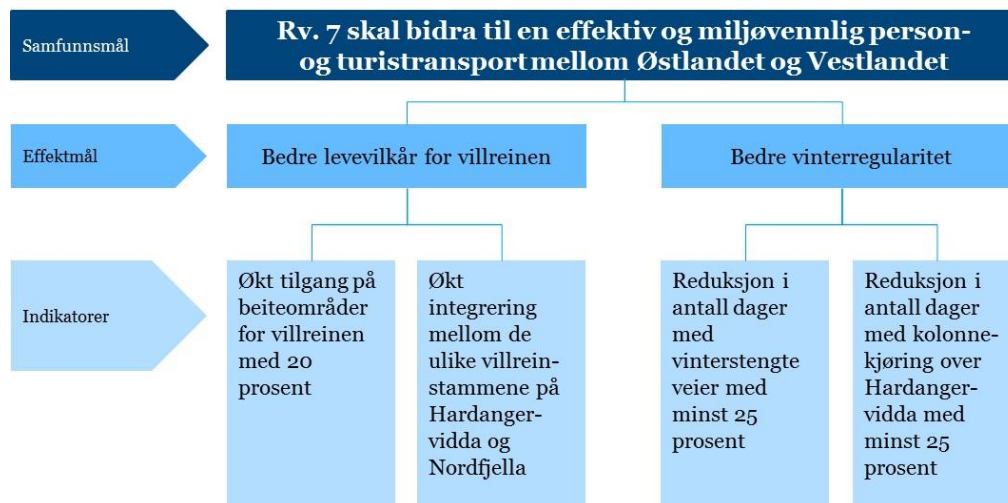 Samfunnsmål
Rv. 7 skal bidra til en effektiv og miljøvennlig person-
og turistransport mellom Østlandet og Vestlandet
Effektmål
Bedre levevilkår for villreinen
Bedre vinterregularitet
Indikatorer
Økt tilgang på
beiteområder
for villreinen
med 20
prosent
Økt
integrering
mellom de
ulike villrein-
stammene på
Hardanger-
vidda og
Nordfjella
Reduksjon i
antall dager
med
vinterstengte
veier med
minst 25
prosent
Reduksjon i
antall dager
med kolonne-
kjøring over
Hardanger-
vidda med
minst 25
prosent